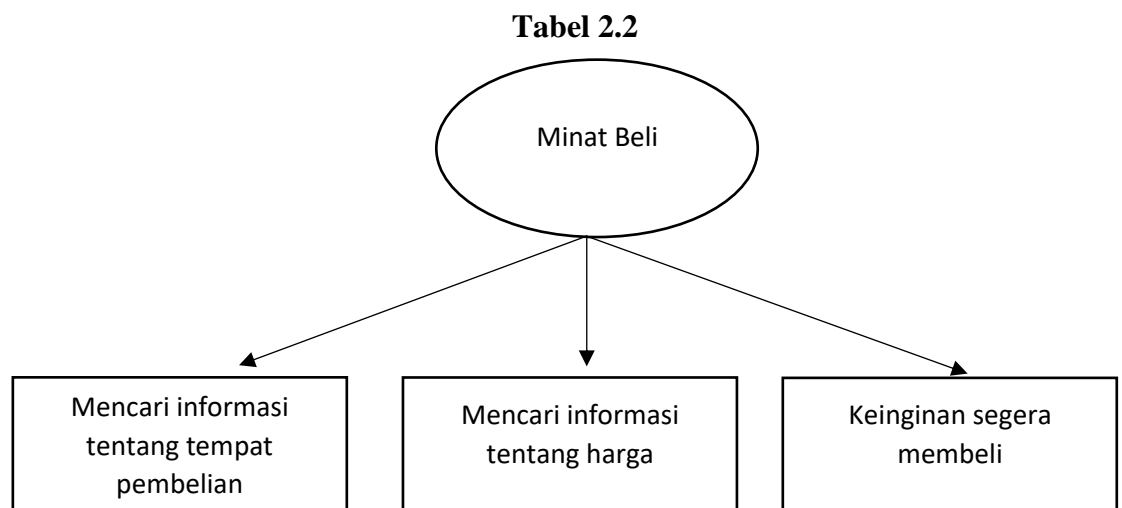 Tabel 2.2
Minat Beli
Mencari informasi
tentang tempat
pembelian
Mencari informasi
tentang harga
Keinginan segera
membeli